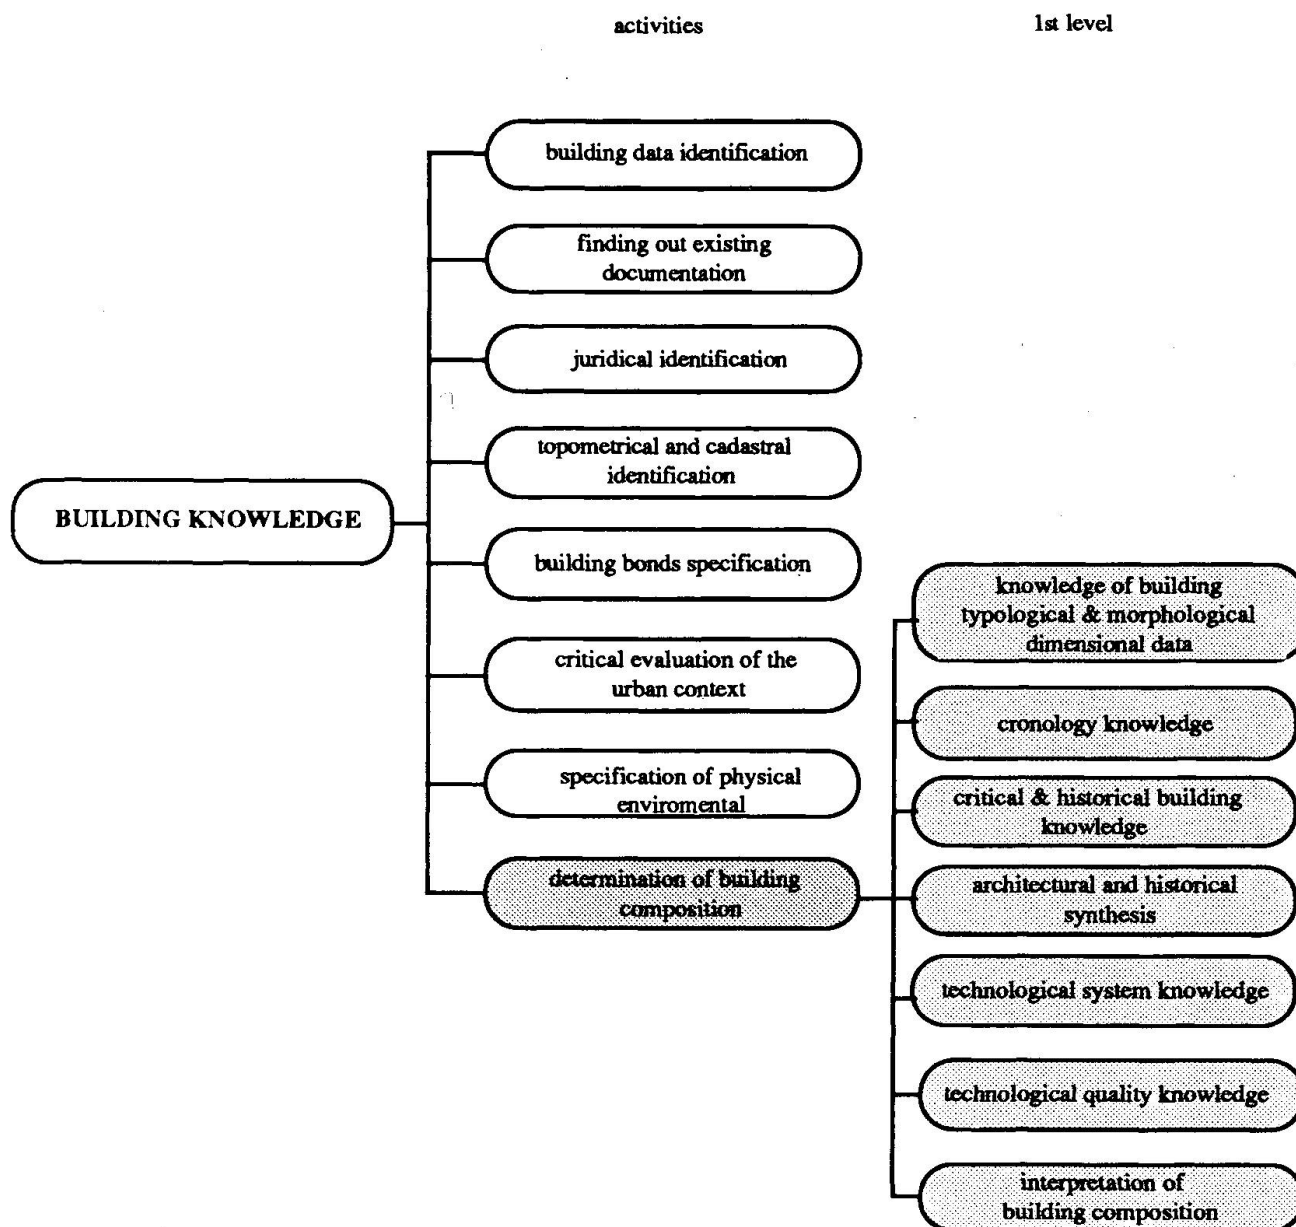 activities
1st level
building data identification
finding out existing
documentation
juridical identification
topometrical and cadastral
identification
BUILDING KNOWLEDGE
building bonds specification
critical evaluation of the
urban context
specification of physical
enviromental
determination of building
composition
knowledge of building
typological & morphological
dimensional data
cronology knowledge
critical & historical building
knowledge
architectural and historical
synthesis
technological system knowledge
technological quality knowledge
interpretation of
building composition